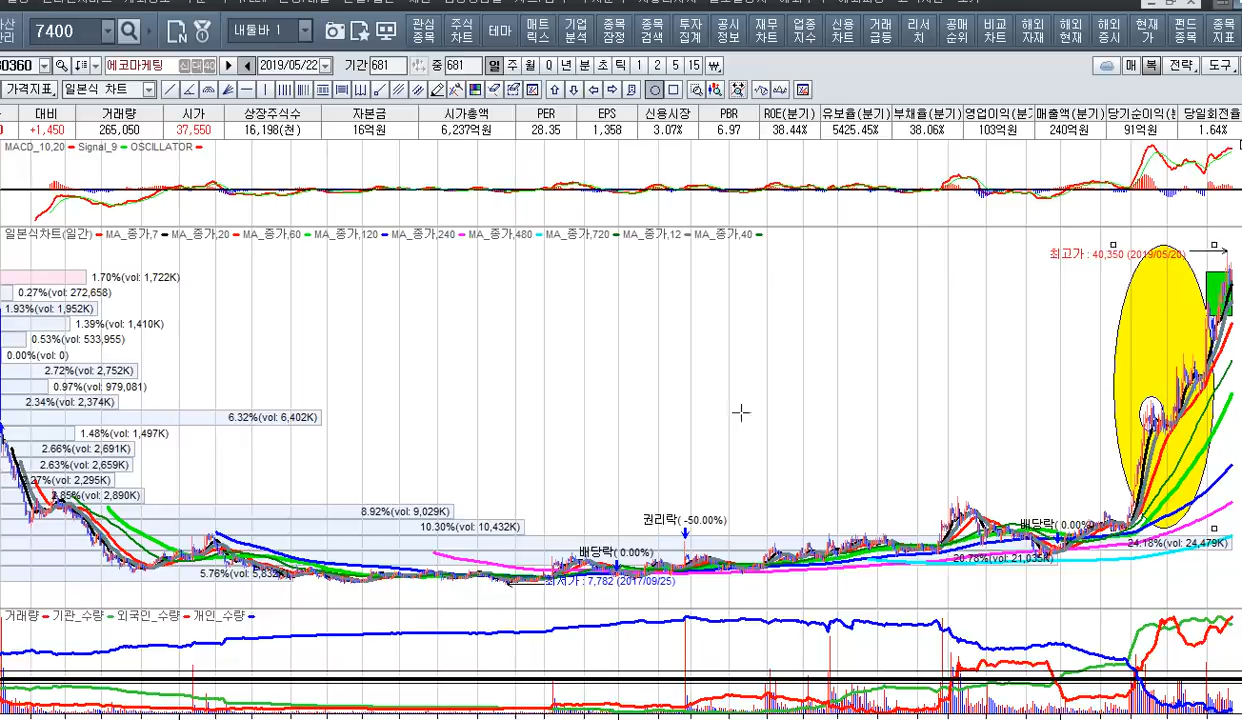 산
리
7400
내툴바 1
관심
종목
주식
차트
테마
매트
릭스
기업
분석
종목
잠정
종목
검색
투자
집계
공시
정보
재무
차트
업종
지수
신용
차트
거래
급등
리서
치
공매
순위
비교
차트
해외
자재
해외
현재
해외
증시
현재
가
펀드
종목
종목
지표
에코마케팅
2019/05/22
기간 681
중 681
일 주 월 Q 년 분 초 틱 1 3 5 15
매 복 전략 도구
가격지표 일본식 차트
대비 거래량 시가 상장주식수 자본금 시가총액 PER EPS 신용시장 PBR ROE(분기) 유보율(분기) 부채율(분기) 영업이익(분기 매출액(분기) 당기순이익( 당일회전율
+1,450 265,050 37,550 16,198(천) 16억원 6,237억원 28.35 1,358 3.07% 6.97 38.44% 5425.45% 38.06% 103억원 240억원 91억원 1.64%
MACD_10,20 Signal_9 OSCILLATOR
일본식차트(일간) MA_종가,7 MA_종가,20 MA_종가,60 MA_종가,120 MA_종가,240 MA_종가,480 MA_종가,720 MA_종가,12 MA_종가,40
최고가 : 40,350 (2019/05/20)
1.70%(vol: 1,722K)
0.27%(vol: 272,658)
1.93%(vol: 1,952K)
1.39%(vol: 1,410K)
0.53%(vol: 533,955)
0.00%(vol: 0)
2.72%(vol: 2,752K)
0.97%(vol: 979,081)
2.34%(vol: 2,374K)
6.32%(vol: 6,402K)
1.48%(vol: 1,497K)
2.66%(vol: 2,691K)
2.63%(vol: 2,659K)
2.27%(vol: 2,295K)
2.85%(vol: 2,890K)
8.92%(vol: 9,029K)
권리락( -50.00%)
10.30%(vol: 10,432K)
배당락( 0.00%)
24.18%(vol: 24,479K)
배당락( 0.00%)
20.78%(vol: 21,035K)
5.76%(vol: 5,832K)
최저가 : 7,782 (2017/09/25)
거래량 기관_수량 외국인_수량 개인_수량